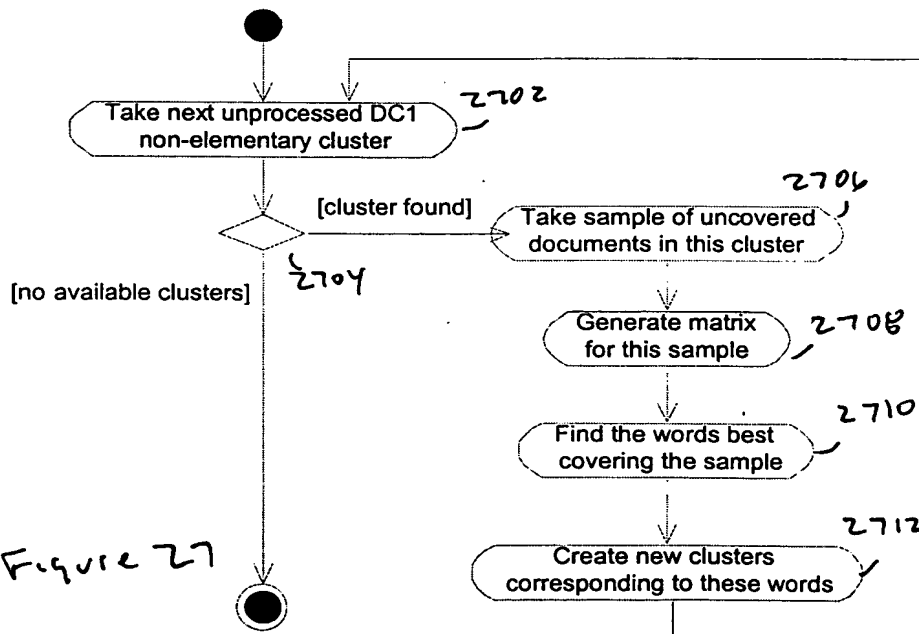 Take next unprocessed DC1
non-elementary cluster
2702
[cluster found]
2704
[no available clusters]
Take sample of uncovered
documents in this cluster
2706
Generate matrix
for this sample
2708
Find the words best
covering the sample
2710
Create new clusters
corresponding to these words
2712
Figure 27